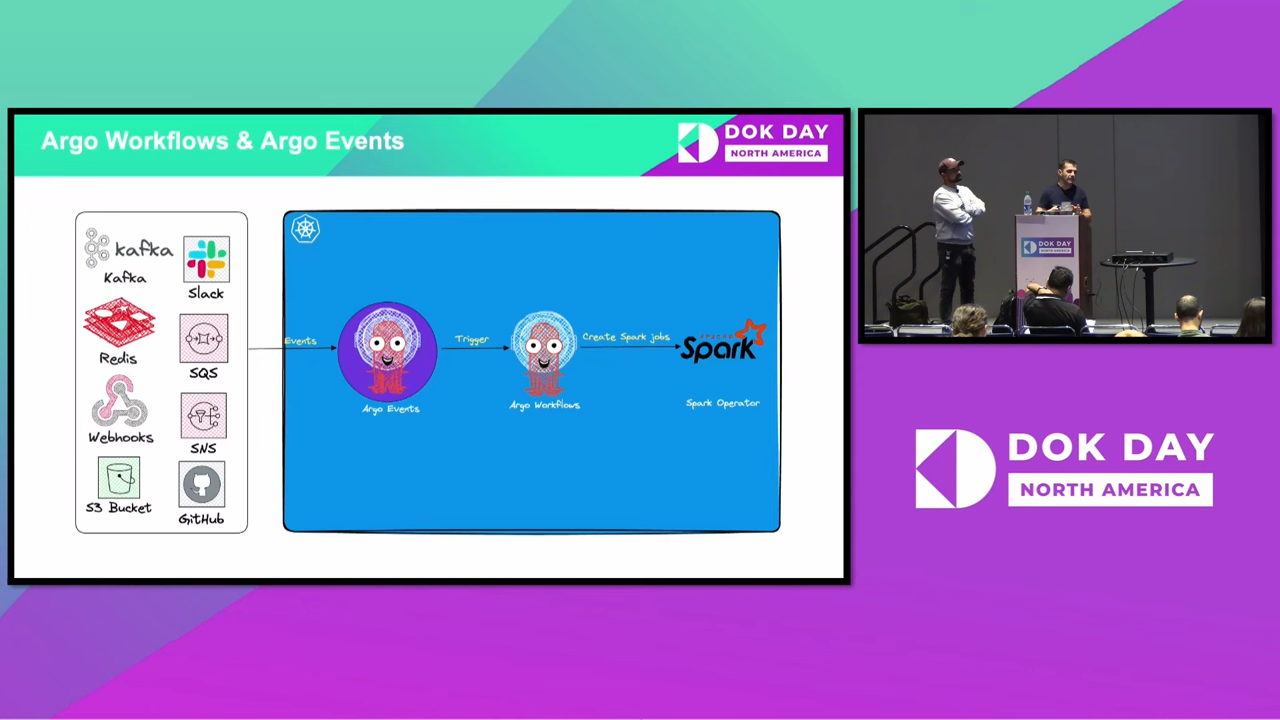 Argo Workflows & Argo Events
DOK DAY
NORTH AMERICA
kafka
Kafka
Slack
Redis
SQS
Webhooks
SNS
S3 Bucket
GitHub
Events
Argo Events
Trigger
Argo Workflows
Create Spark jobs
APACHE
Spark
Spark Operator
DOK DAY
NORTH AMERICA
DOK DAY
NORTH AMERICA